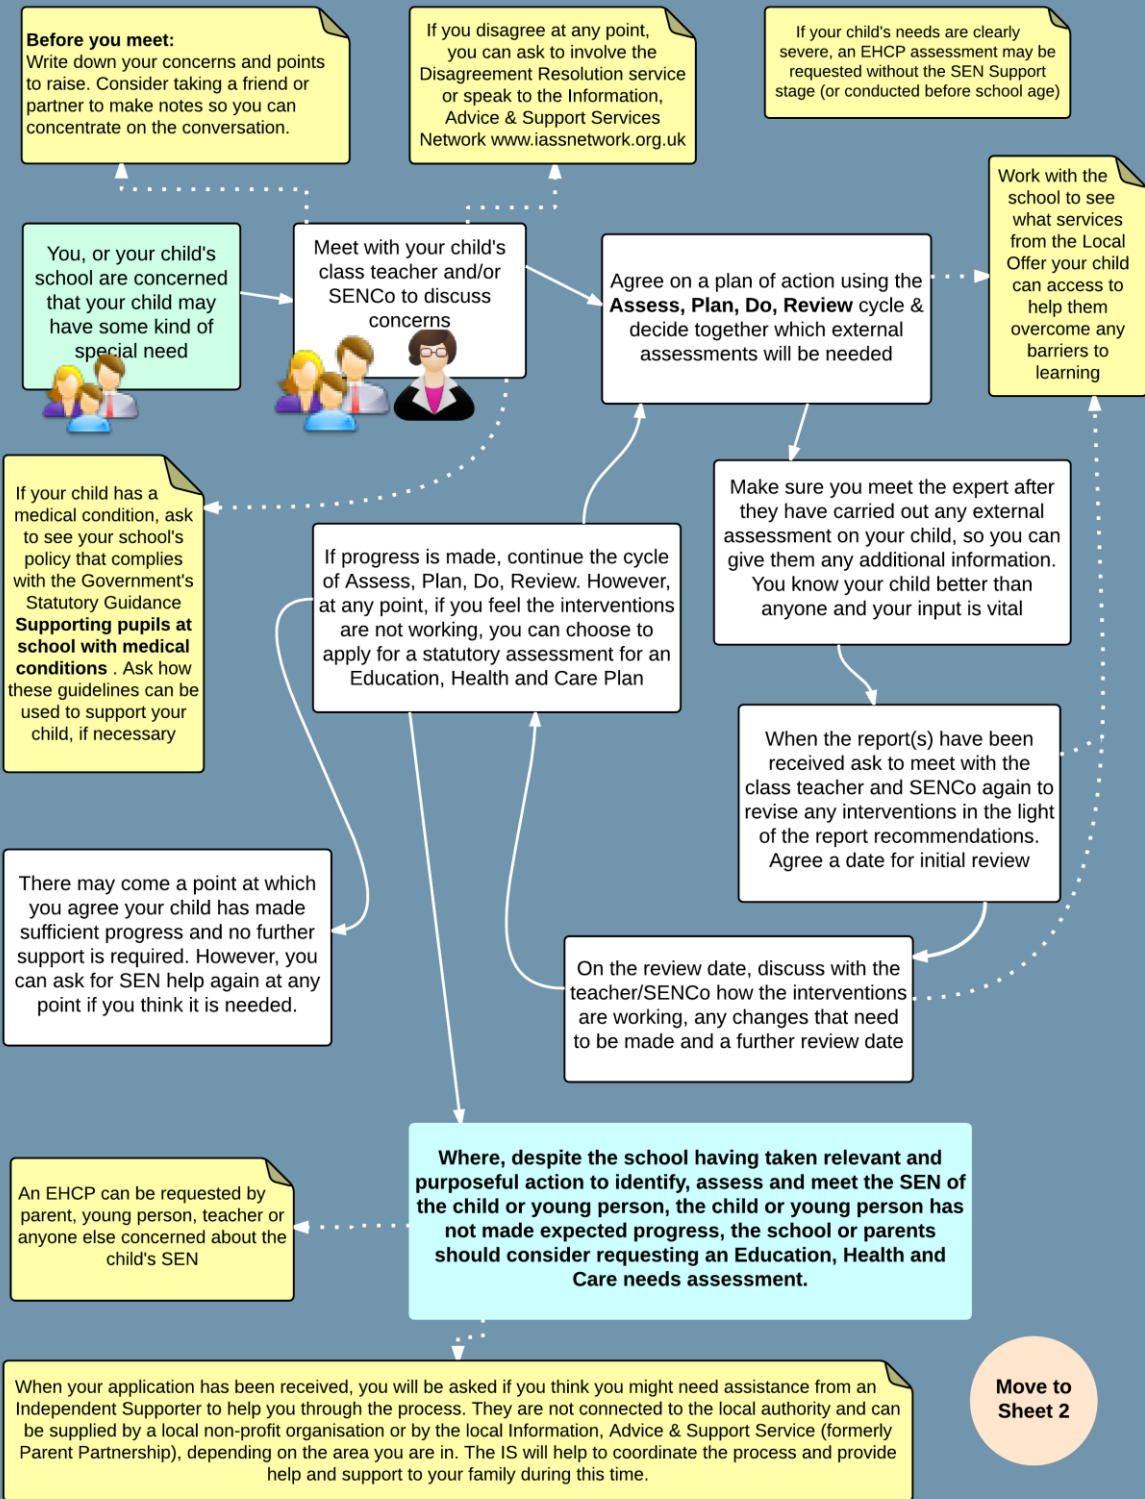 Before you meet:
Write down your concerns and points
to raise. Consider taking a friend or
partner to make notes so you can
concentrate on the conversation.
If you disagree at any point,
you can ask to involve the
Disagreement Resolution service
or speak to the Information,
Advice & Support Services
Network www.iassnetwork.org.uk
If your child's needs are clearly
severe, an EHCP assessment may be
requested without the SEN Support
stage (or conducted before school age)
You, or your child's
school are concerned
that your child may
have some kind of
special need
Meet with your child's
class teacher and/or
SENCo to discuss
concerns
Agree on a plan of action using the
Assess, Plan, Do, Review cycle &
decide together which external
assessments will be needed
Work with the
school to see
what services
from the Local
Offer your child
can access to
help them
overcome any
barriers to
learning
If your child has a
medical condition, ask
to see your school's
policy that complies
with the Government's
Statutory Guidance
Supporting pupils at
school with medical
conditions . Ask how
these guidelines can be
used to support your
child, if necessary
If progress is made, continue the cycle
of Assess, Plan, Do, Review. However,
at any point, if you feel the interventions
are not working, you can choose to
apply for a statutory assessment for an
Education, Health and Care Plan
Make sure you meet the expert after
they have carried out any external
assessment on your child, so you can
give them any additional information.
You know your child better than
anyone and your input is vital
When the report(s) have been
received ask to meet with the
class teacher and SENCo again to
revise any interventions in the light
of the report recommendations.
Agree a date for initial review
There may come a point at which
you agree your child has made
sufficient progress and no further
support is required. However, you
can ask for SEN help again at any
point if you think it is needed.
On the review date, discuss with the
teacher/SENCo how the interventions
are working, any changes that need
to be made and a further review date
Where, despite the school having taken relevant and
purposeful action to identify, assess and meet the SEN of
the child or young person, the child or young person has
not made expected progress, the school or parents
should consider requesting an Education, Health and
Care needs assessment.
An EHCP can be requested by
parent, young person, teacher or
anyone else concerned about the
child's SEN
When your application has been received, you will be asked if you think you might need assistance from an
Independent Supporter to help you through the process. They are not connected to the local authority and can
be supplied by a local non-profit organisation or by the local Information, Advice & Support Service (formerly
Parent Partnership), depending on the area you are in. The IS will help to coordinate the process and provide
help and support to your family during this time.
Move to
Sheet 2